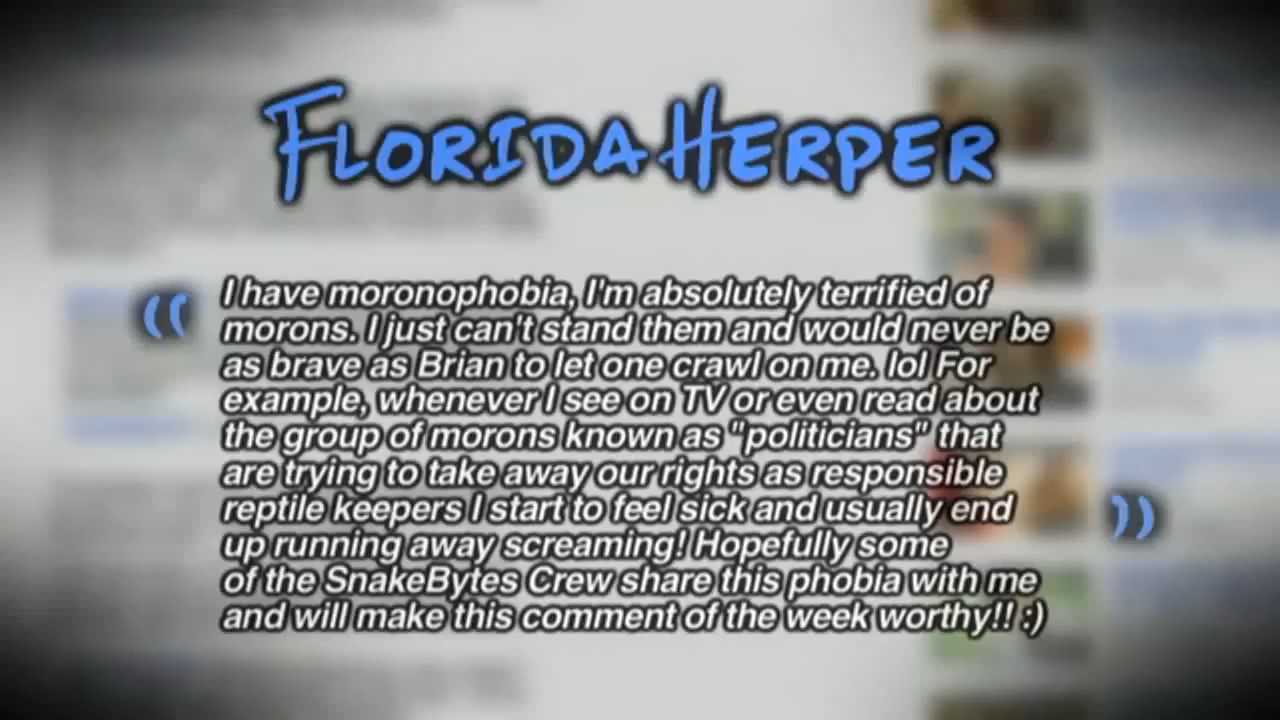 FLORIDA HERPER
“ I have moronophobia, I'm absolutely terrified of
morons. I just can't stand them and would never be
as brave as Brian to let one crawl on me. lol For
example, whenever I see on TV or even read about
the group of morons known as "politicians" that
are trying to take away our rights as responsible
reptile keepers I start to feel sick and usually end
up running away screaming! Hopefully some
of the SnakeBytes Crew share this phobia with me
and will make this comment of the week worthy!! :) ”